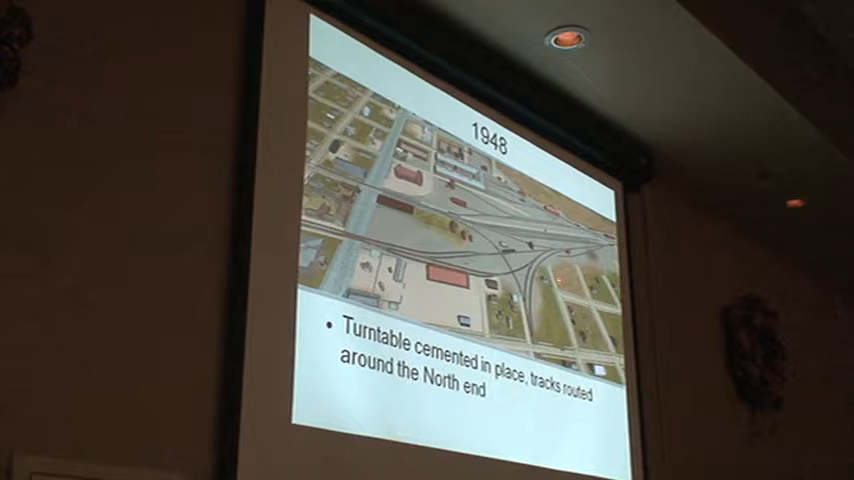 1948
• Turntable cemented in place, tracks routed
around the North end